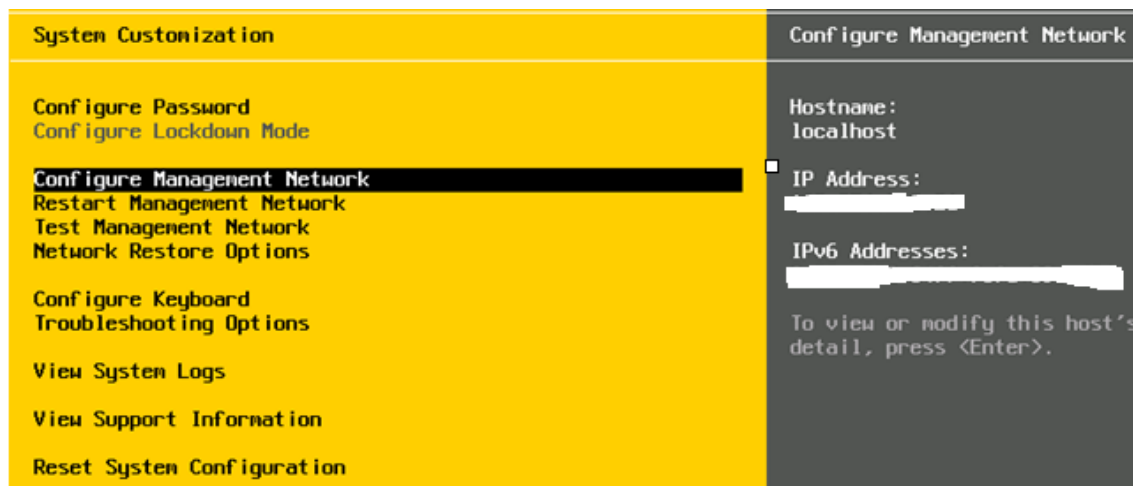 System Customization
Configure Password
Configure Lockdown Mode
Configure Management Network
Restart Management Network
Test Management Network
Network Restore Options
Configure Keyboard
Troubleshooting Options
View System Logs
View Support Information
Reset System Configuration
Configure Management Network
Hostname:
localhost
IP Address:
IPv6 Addresses:
To view or modify this host's
detail, press <Enter>.